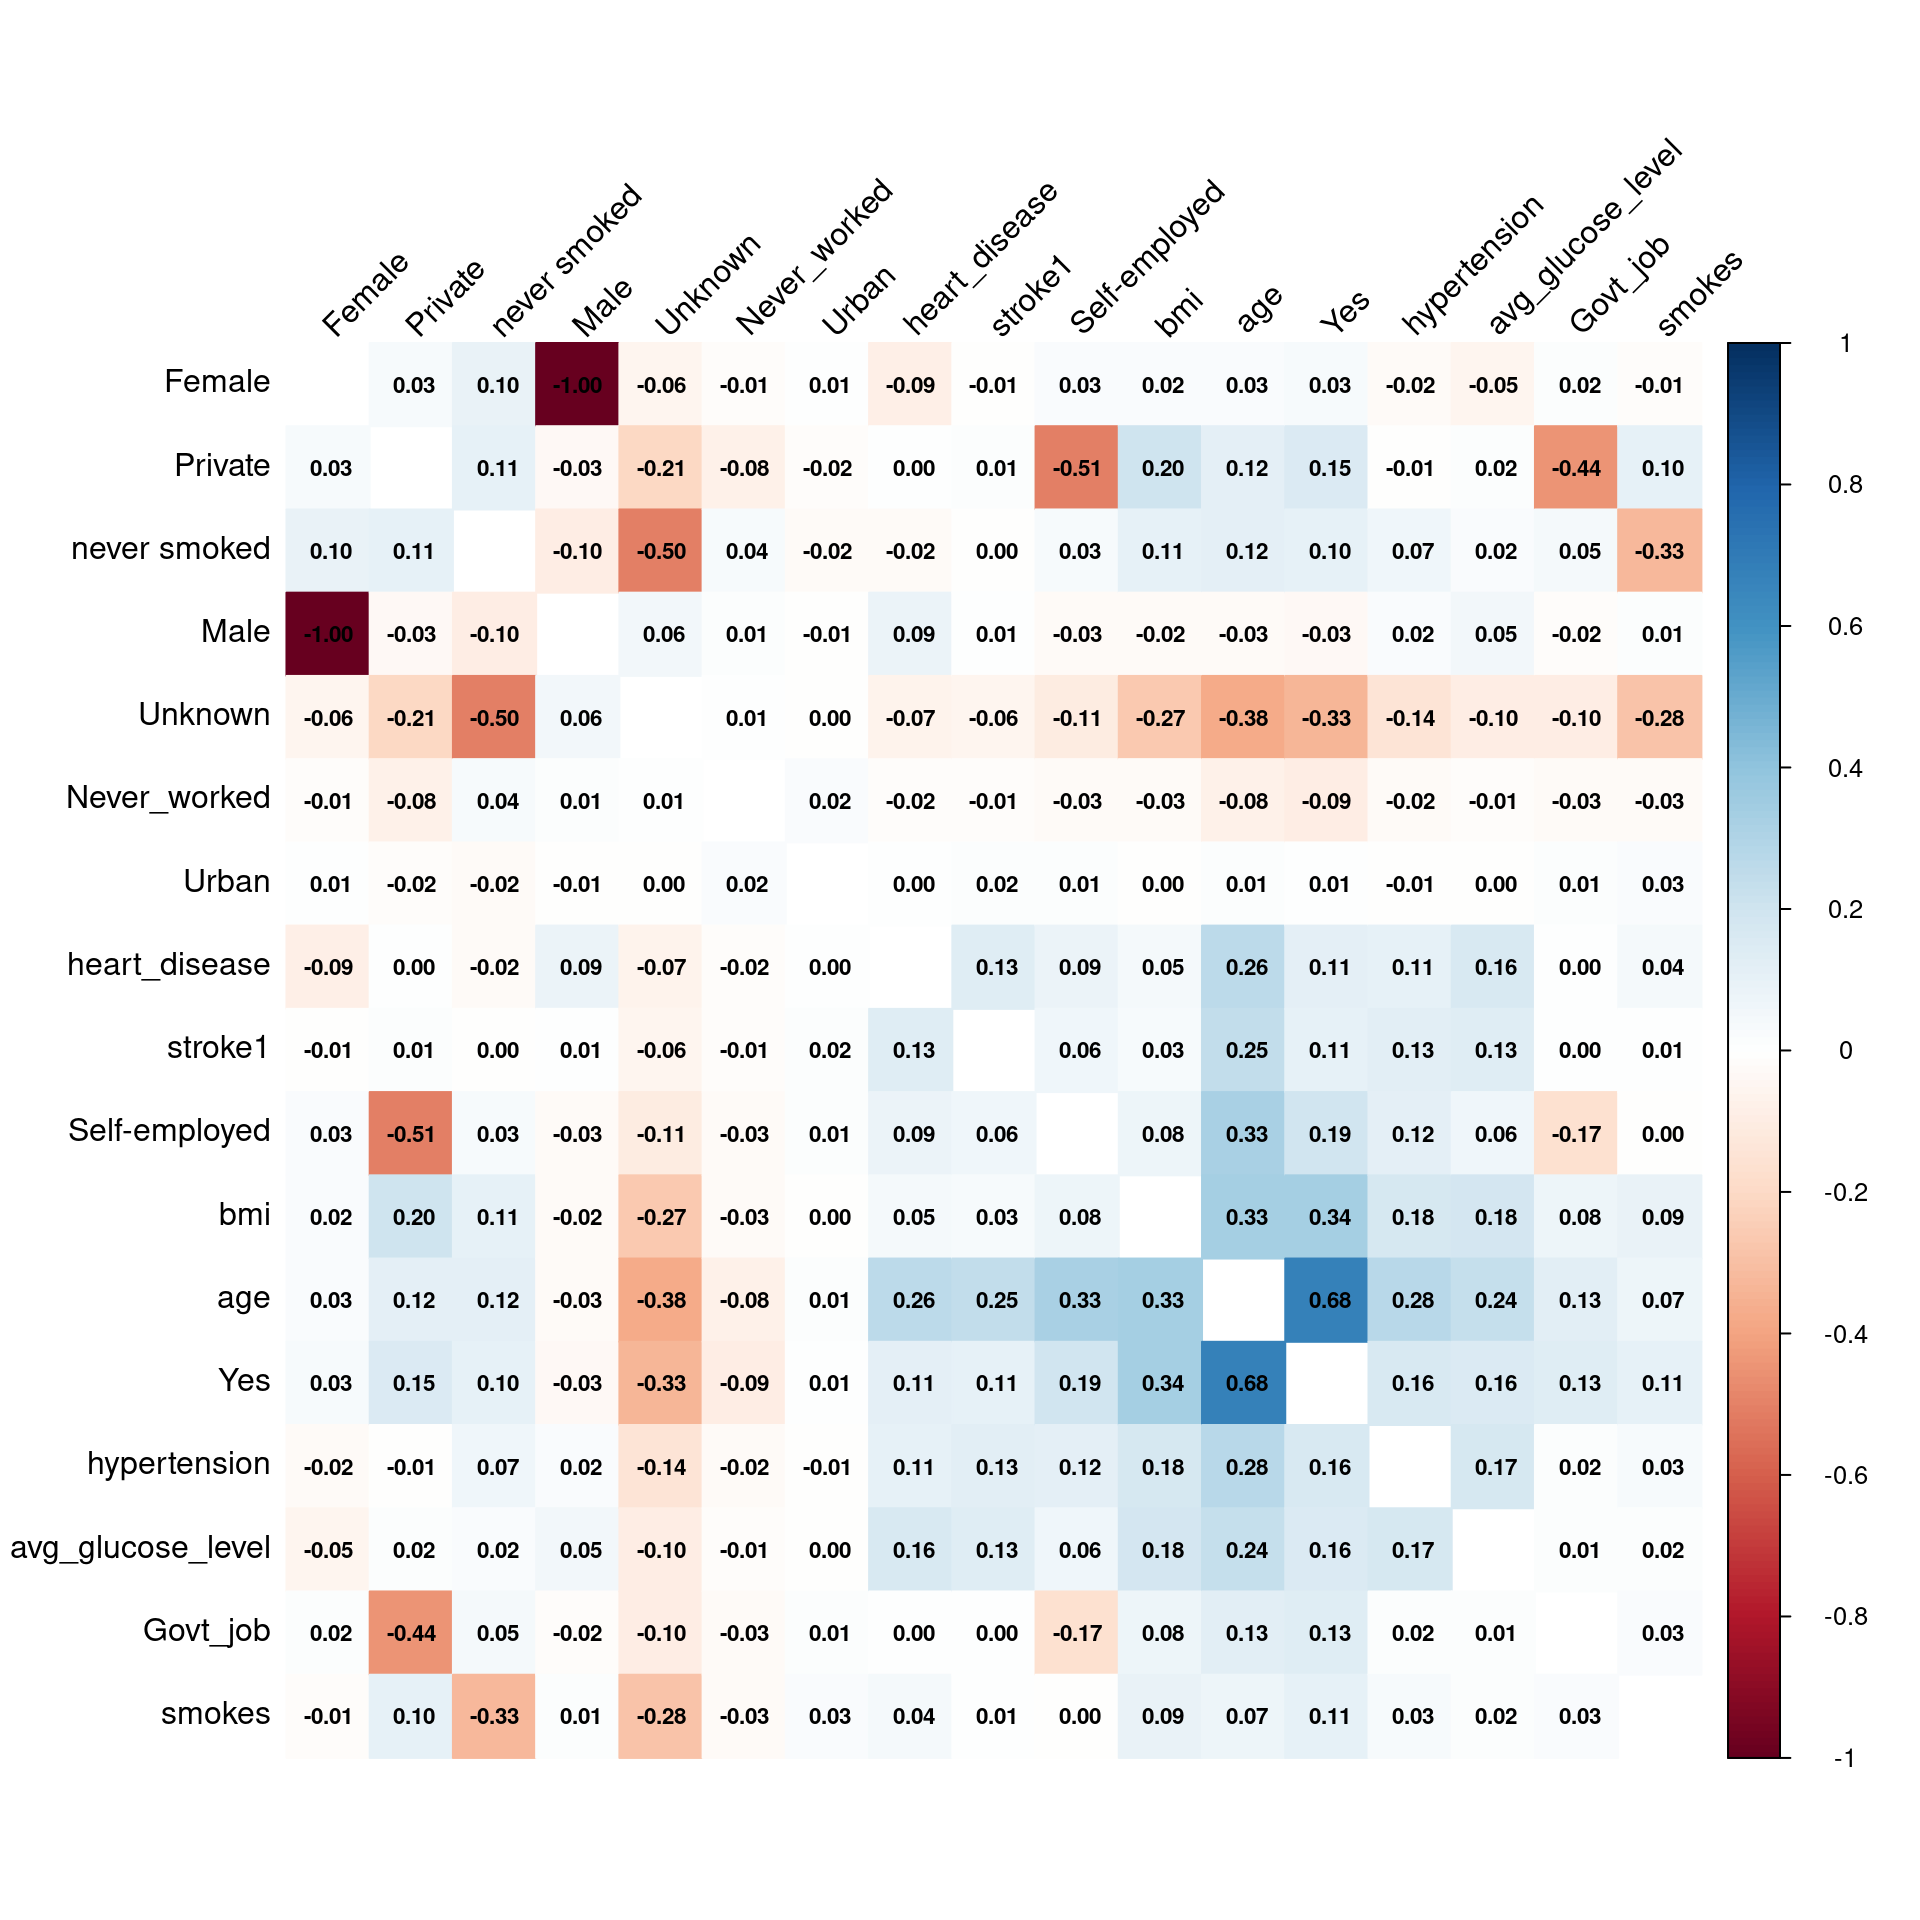 Female Private never smoked Male Unknown Never_worked Urban heart_disease stroke1 Self-employed bmi age Yes hypertension avg_glucose_level Govt_job smokes
Female 0.03 0.10 -1.00 -0.06 -0.01 0.01 -0.09 -0.01 0.03 0.02 0.03 0.03 -0.02 -0.05 0.02 -0.01
Private 0.03 0.11 -0.03 -0.21 -0.08 -0.02 0.00 0.01 -0.51 0.20 0.12 0.15 -0.01 0.02 -0.44 0.10
never smoked 0.10 0.11 -0.10 -0.50 0.04 -0.02 -0.02 0.00 0.03 0.11 0.12 0.10 0.07 0.02 0.05 -0.33
Male -1.00 -0.03 -0.10 0.06 0.01 -0.01 0.09 0.01 -0.03 -0.02 -0.03 -0.03 0.02 0.05 -0.02 0.01
Unknown -0.06 -0.21 -0.50 0.06 0.01 0.00 -0.07 -0.06 -0.11 -0.27 -0.38 -0.33 -0.14 -0.10 -0.10 -0.28
Never_worked -0.01 -0.08 0.04 0.01 0.01 0.02 -0.02 -0.01 -0.03 -0.03 -0.08 -0.09 -0.02 -0.01 -0.03 -0.03
Urban 0.01 -0.02 -0.02 -0.01 0.00 0.02 0.00 0.02 0.01 0.00 0.01 0.01 -0.01 0.00 0.01 0.03
heart_disease -0.09 0.00 -0.02 0.09 -0.07 -0.02 0.00 0.13 0.09 0.05 0.26 0.11 0.11 0.16 0.00 0.04
stroke1 -0.01 0.01 0.00 0.01 -0.06 -0.01 0.02 0.13 0.06 0.03 0.25 0.11 0.13 0.13 0.00 0.01
Self-employed 0.03 -0.51 0.03 -0.03 -0.11 -0.03 0.01 0.09 0.06 0.08 0.33 0.19 0.12 0.06 -0.17 0.00
bmi 0.02 0.20 0.11 -0.02 -0.27 -0.03 0.00 0.05 0.03 0.08 0.33 0.34 0.18 0.18 0.08 0.09
age 0.03 0.12 0.12 -0.03 -0.38 -0.08 0.01 0.26 0.25 0.33 0.33 0.68 0.28 0.24 0.13 0.07
Yes 0.03 0.15 0.10 -0.03 -0.33 -0.09 0.01 0.11 0.11 0.19 0.34 0.68 0.16 0.16 0.13 0.11
hypertension -0.02 -0.01 0.07 0.02 -0.14 -0.02 -0.01 0.11 0.13 0.12 0.18 0.28 0.16 0.17 0.02 0.03
avg_glucose_level -0.05 0.02 0.02 0.05 -0.10 -0.01 0.00 0.16 0.13 0.06 0.18 0.24 0.16 0.17 0.01 0.02
Govt_job 0.02 -0.44 0.05 -0.02 -0.10 -0.03 0.01 0.00 0.00 -0.17 0.08 0.13 0.13 0.02 0.01 0.03
smokes -0.01 0.10 -0.33 0.01 -0.28 -0.03 0.03 0.04 0.01 0.00 0.09 0.07 0.11 0.03 0.02 0.03
1
0.8
0.6
0.4
0.2
0
-0.2
-0.4
-0.6
-0.8
-1